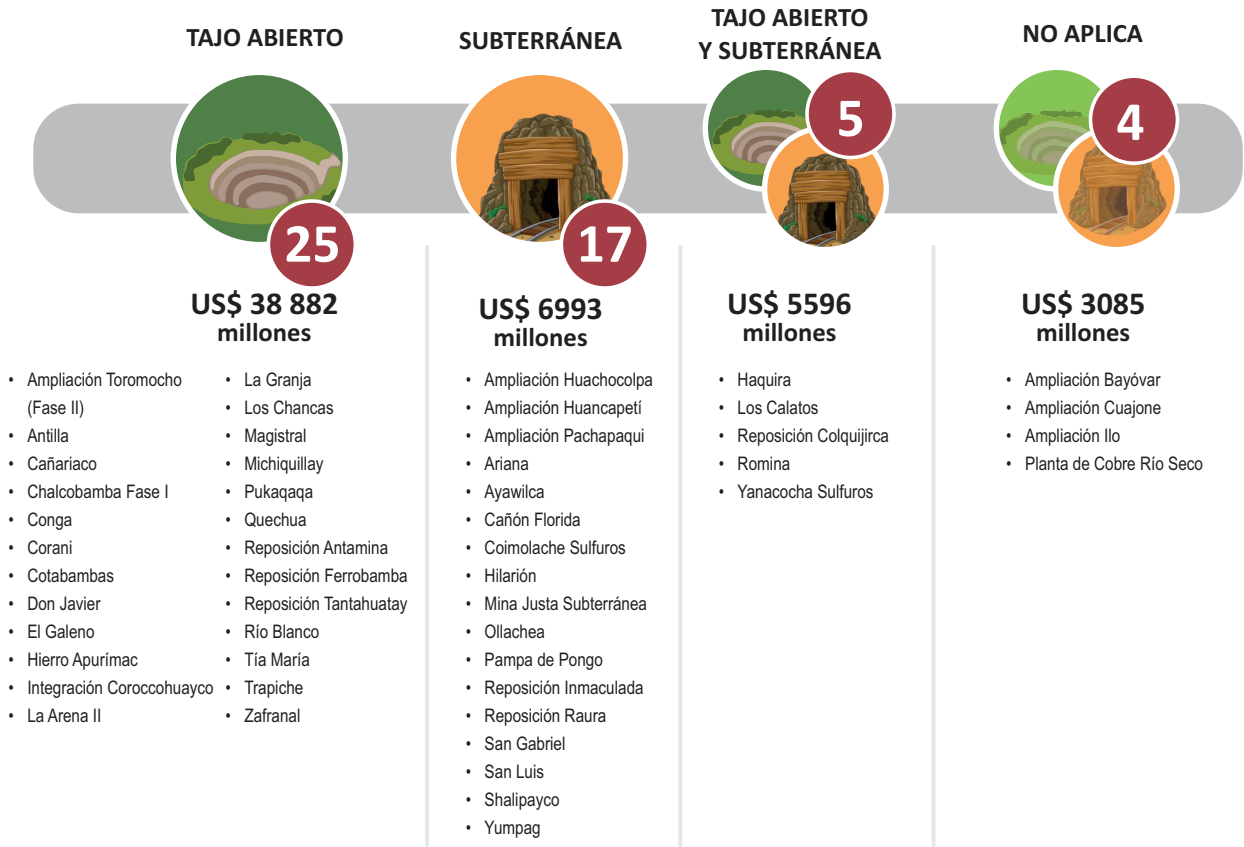 TAJO ABIERTO
25
US$ 38 882
millones
• Ampliación Toromocho
(Fase II)
• Antilla
• Cañariaco
• Chalcobamba Fase I
• Conga
• Corani
• Cotabambas
• Don Javier
• El Galeno
• Hierro Apurímac
• Integración Coroccohuayco
• La Arena II
• La Granja
• Los Chancas
• Magistral
• Michiquillay
• Pukaqaqa
• Quechua
• Reposición Antamina
• Reposición Ferrobamba
• Reposición Tantahuatay
• Río Blanco
• Tía María
• Trapiche
• Zafranal
SUBTERRÁNEA
17
US$ 6993
millones
• Ampliación Huachocolpa
• Ampliación Huancapetí
• Ampliación Pachapaqui
• Ariana
• Ayawilca
• Cañón Florida
• Coimolache Sulfuros
• Hilarión
• Mina Justa Subterránea
• Ollachea
• Pampa de Pongo
• Reposición Inmaculada
• Reposición Raura
• San Gabriel
• San Luis
• Shalipayco
• Yumpag
TAJO ABIERTO
Y SUBTERRÁNEA
5
US$ 5596
millones
• Haquira
• Los Calatos
• Reposición Colquijirca
• Romina
• Yanacocha Sulfuros
NO APLICA
4
US$ 3085
millones
• Ampliación Bayóvar
• Ampliación Cuajone
• Ampliación Ilo
• Planta de Cobre Río Seco